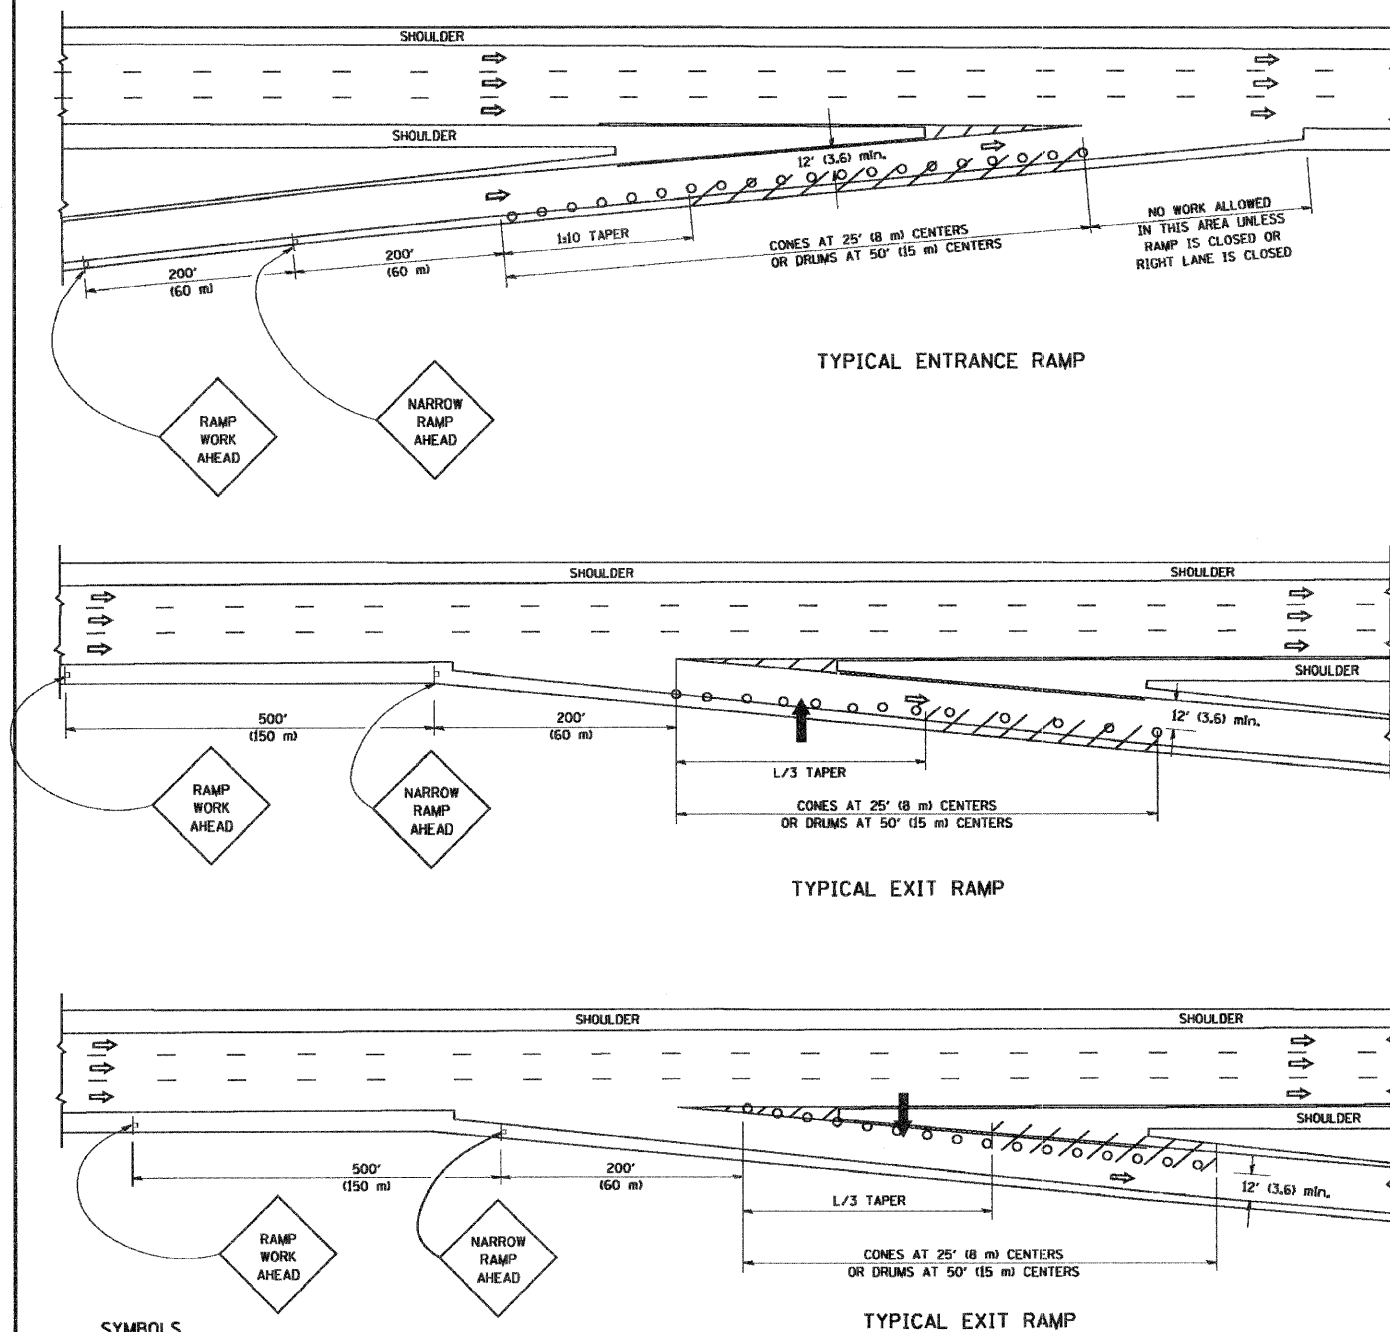 SHOULDER
SHOULDER
12' (3.6) min.
1:10 TAPER
CONES AT 25' (8 m) CENTERS
OR DRUMS AT 50' (15 m) CENTERS
NO WORK ALLOWED
IN THIS AREA UNLESS
RAMP IS CLOSED OR
RIGHT LANE IS CLOSED
200'
(60 m)
200'
(60 m)
TYPICAL ENTRANCE RAMP
RAMP
WORK
AHEAD
NARROW
RAMP
AHEAD
SHOULDER
SHOULDER
SHOULDER
12' (3.6) min.
500'
(150 m)
200'
(60 m)
L/3 TAPER
RAMP
WORK
AHEAD
NARROW
RAMP
AHEAD
CONES AT 25' (8 m) CENTERS
OR DRUMS AT 50' (15 m) CENTERS
TYPICAL EXIT RAMP
SHOULDER
SHOULDER
SHOULDER
500'
(150 m)
200'
(60 m)
12' (3.6) min.
L/3 TAPER
RAMP
WORK
AHEAD
NARROW
RAMP
AHEAD
CONES AT 25' (8 m) CENTERS
OR DRUMS AT 50' (15 m) CENTERS
TYPICAL EXIT RAMP
SYMBOLS